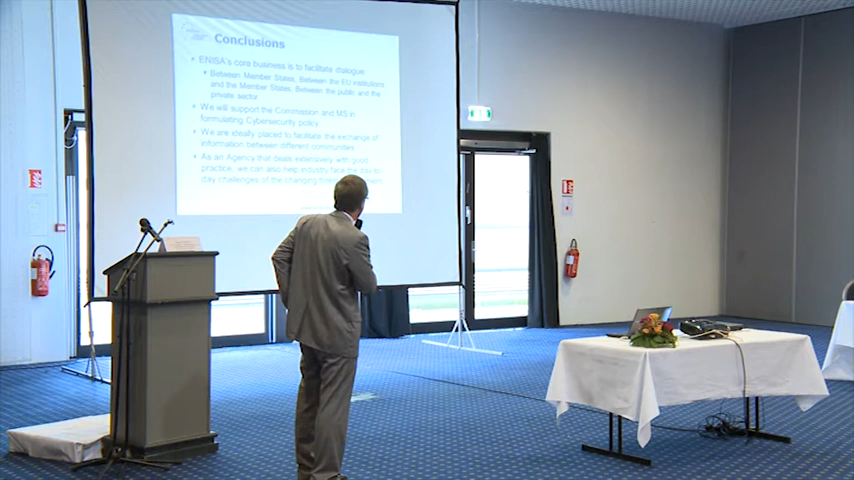 Conclusions
ENISA's core business is to facilitate dialogue
Between Member States. Between the EU institutions
and the Member States. Between the public and the
private sector
We will support the Commission and MS in
formulating Cybersecurity policy.
We are ideally placed to facilitate the exchange of
information between different communities.
As an Agency that deals extensively with good
practice, we can also help industry face the day-to-
day challenges of the changing